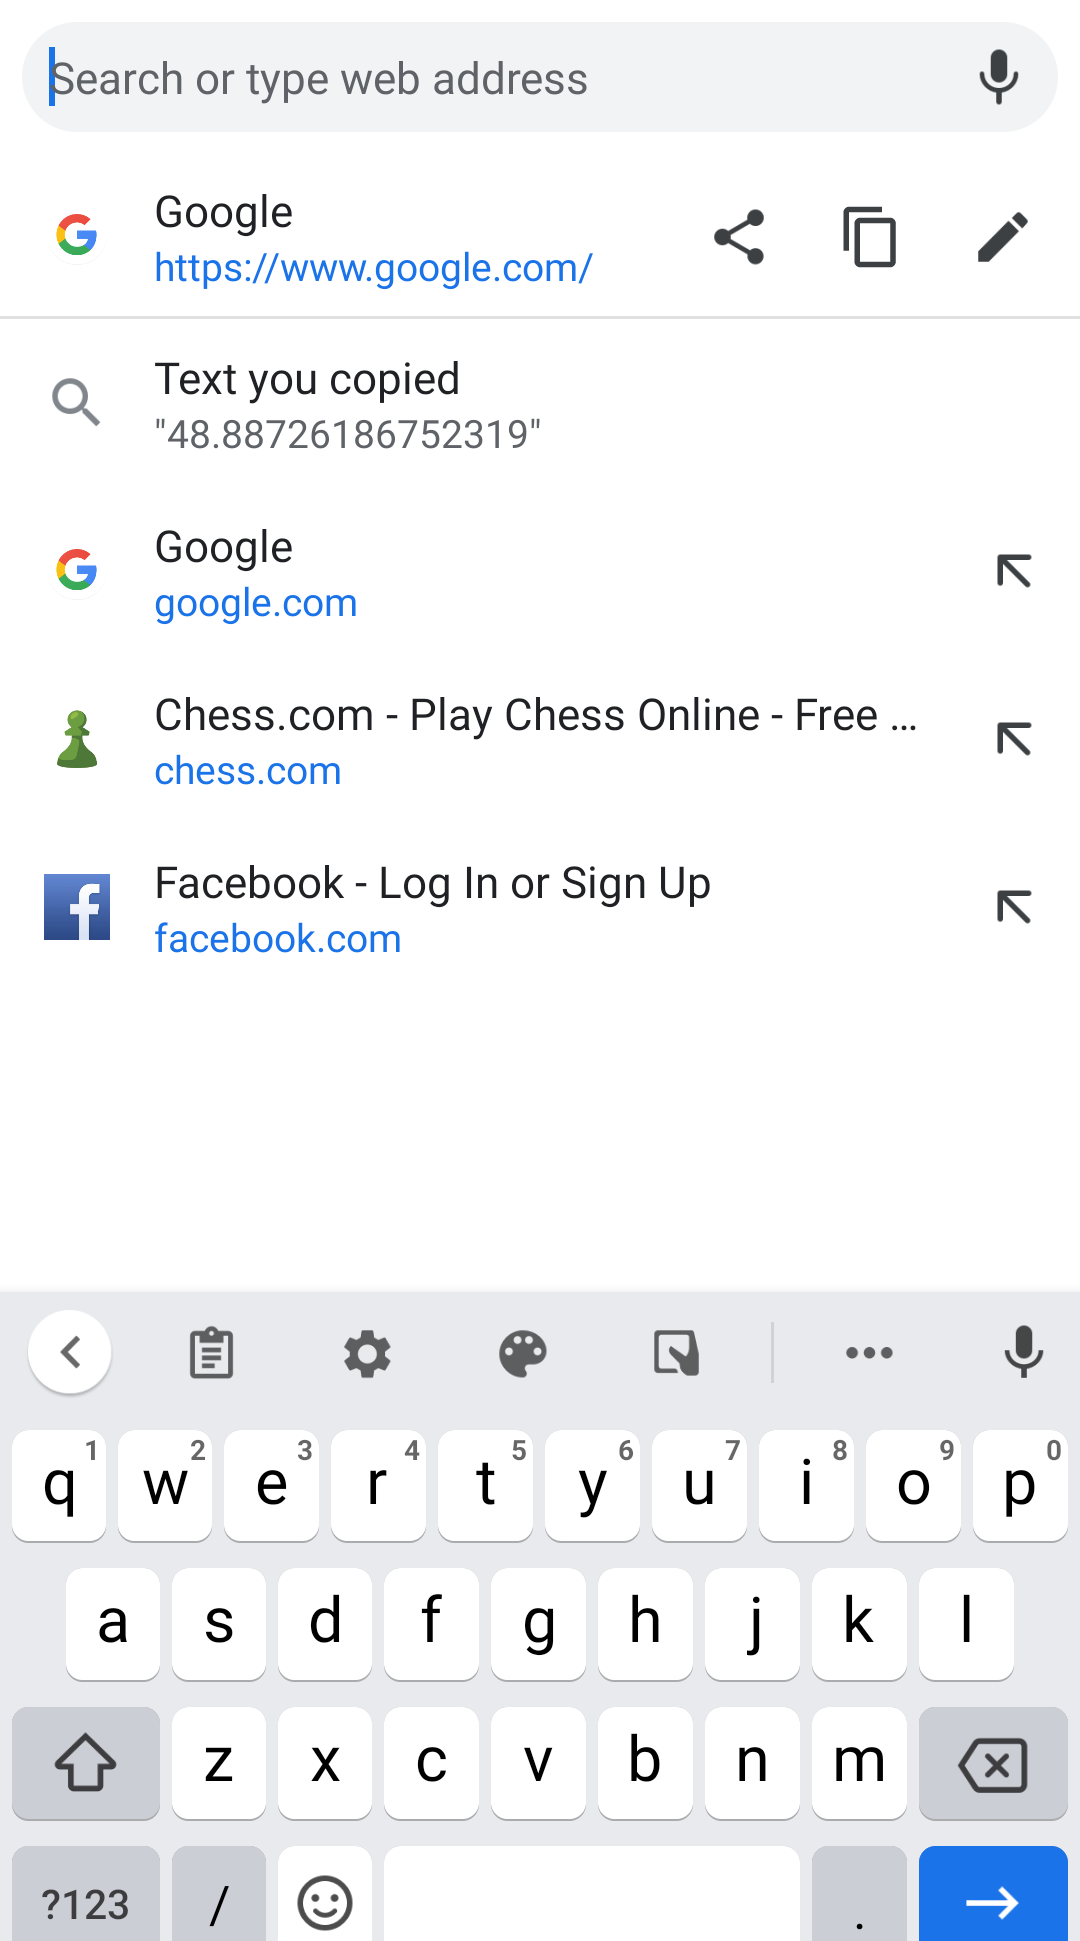 Search or type web address
Google
https://www.google.com/
Text you copied
"48.88726186752319"
Google
google.com
Chess.com - Play Chess Online - Free ...
chess.com
Facebook - Log In or Sign Up
facebook.com
q 1 w 2 e 3 r 4 t 5 y 6 u 7 i 8 o 9 p 0
a s d f g h j k l
z x c v b n m
?123 / .